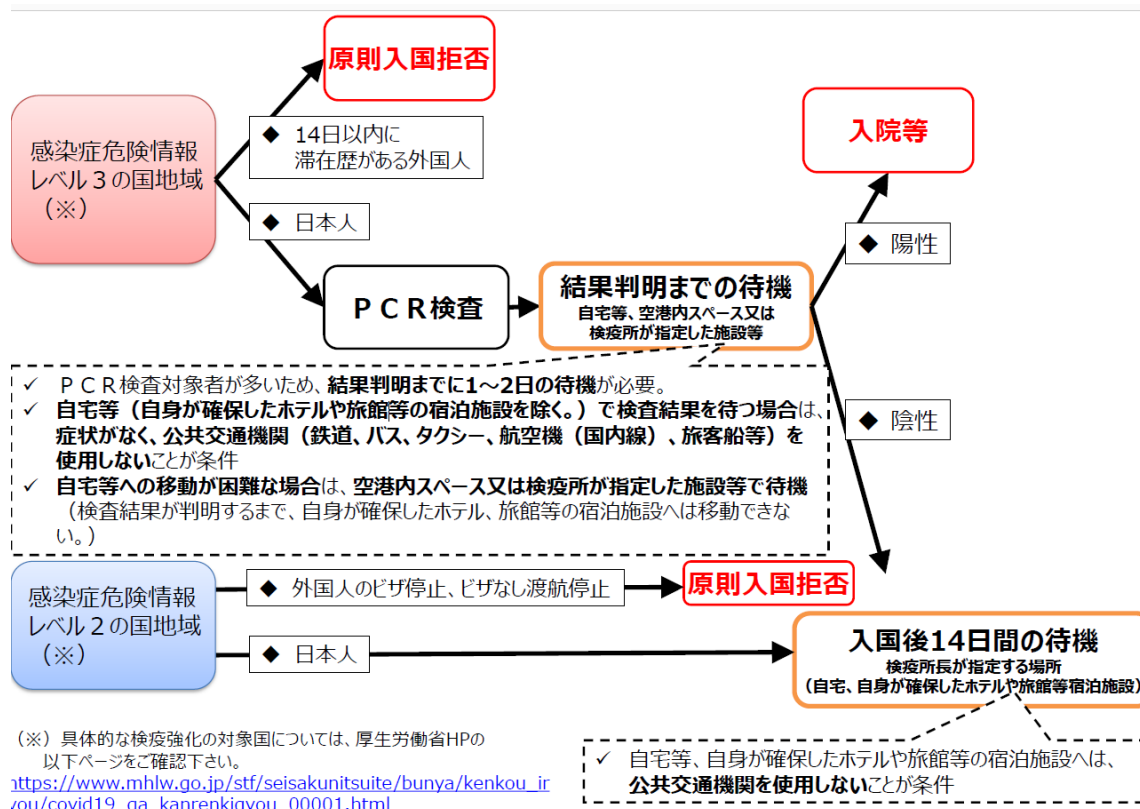 原則入国拒否
◆ 14日以内に
滞在歴がある外国人
感染症危険情報
レベル3の国地域
(※)
◆ 日本人
入院等
◆ 陽性
PCR検査
結果判明までの待機
自宅等、空港内スペース又は
検疫所が指定した施設等
✓ PCR検査対象者が多いため、結果判明までに1~2日の待機が必要。
✓ 自宅等(自身が確保したホテルや旅館等の宿泊施設を除く。)で検査結果を待つ場合は、
症状がなく、公共交通機関(鉄道、バス、タクシー、航空機(国内線)、旅客船等)を
使用しないことが条件
✓ 自宅等への移動が困難な場合は、空港内スペース又は検疫所が指定した施設等で待機
(検査結果が判明するまで、自身が確保したホテル、旅館等の宿泊施設へは移動できな
い。)
◆ 陰性
感染症危険情報
レベル2の国地域
(※)
◆ 外国人のビザ停止、ビザなし渡航停止
原則入国拒否
◆ 日本人
入国後14日間の待機
検疫所長が指定する場所
(自宅、自身が確保したホテルや旅館等宿泊施設)
✓ 自宅等、自身が確保したホテルや旅館等の宿泊施設へは、
公共交通機関を使用しないことが条件
(※)具体的な検疫強化の対象国については、厚生労働省HPの
以下ページをご確認下さい。
https://www.mhlw.go.jp/stf/seisakunitsuite/bunya/kenkou_ir
you/covid19_qa_kanrenkigyou_00001.html